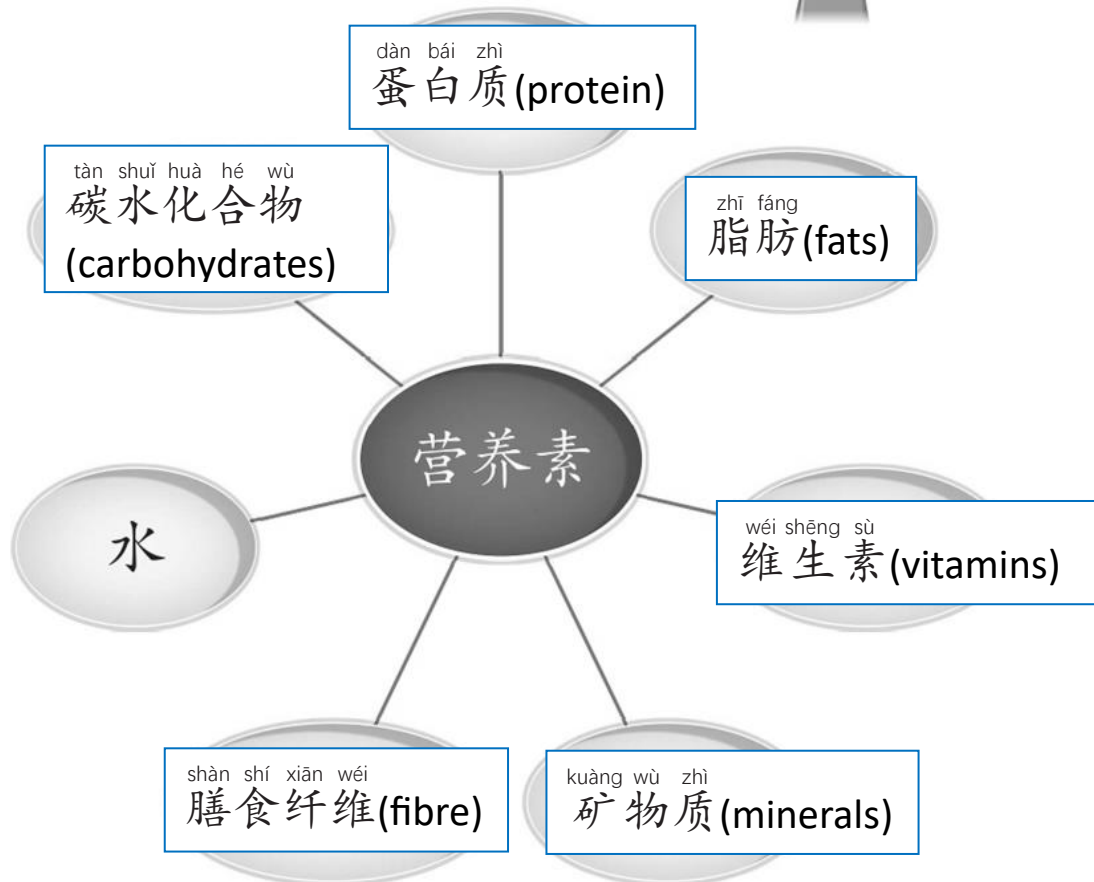 dàn bái zhì
蛋白质(protein)
tàn shuǐ huà hé wù
碳水化合物
(carbohydrates)
zhī fáng
脂肪(fats)
营养素
水
wéi shēng sù
维生素(vitamins)
shàn shí xiān wéi
膳食纤维(fibre)
kuàng wù zhì
矿物质(minerals)